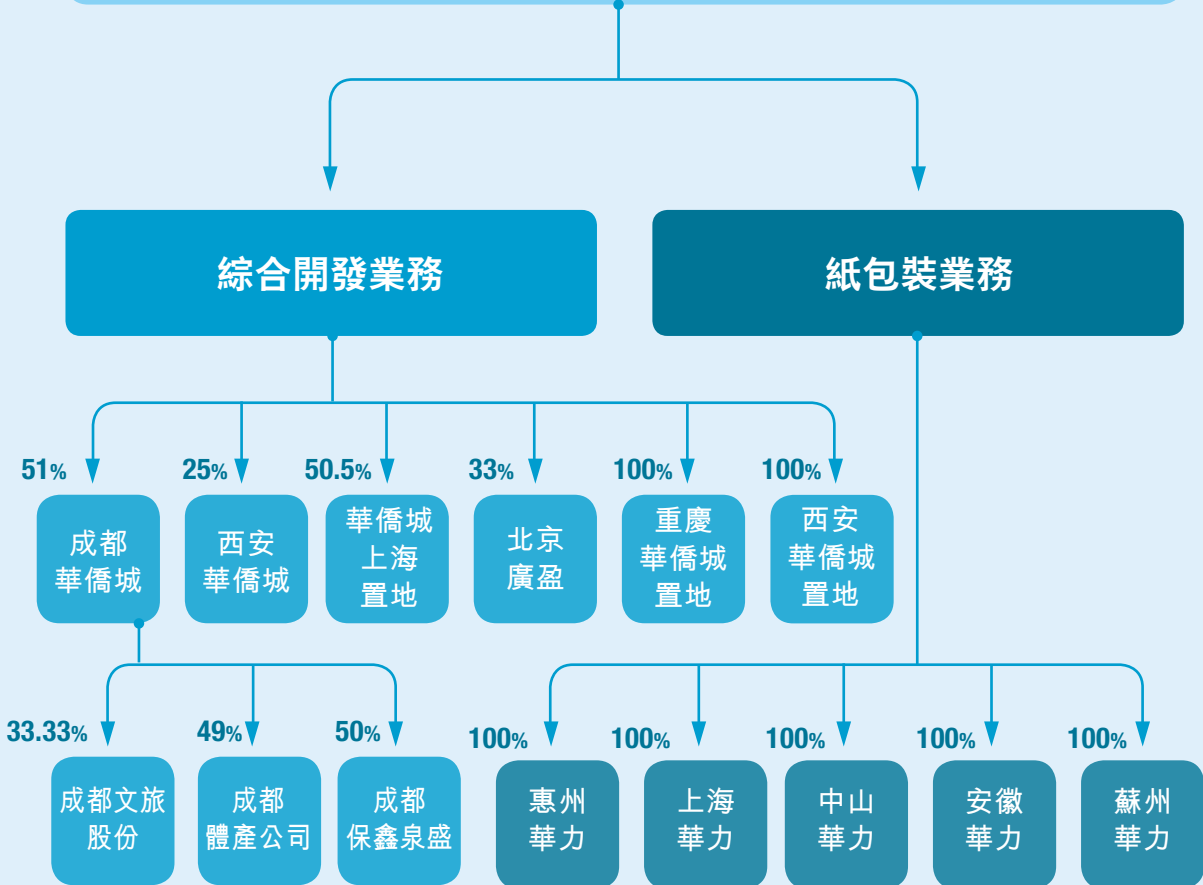 綜合開發業務
紙包裝業務
51%
25%
50.5%
33%
100%
100%
成都
華僑城
西安
華僑城
華僑城
上海
置地
北京
廣盈
重慶
華僑城
置地
西安
華僑城
置地
33.33%
49%
50%
100%
100%
100%
100%
100%
成都文旅
股份
成都
體產公司
成都
保鑫泉盛
惠州
華力
上海
華力
中山
華力
安徽
華力
蘇州
華力